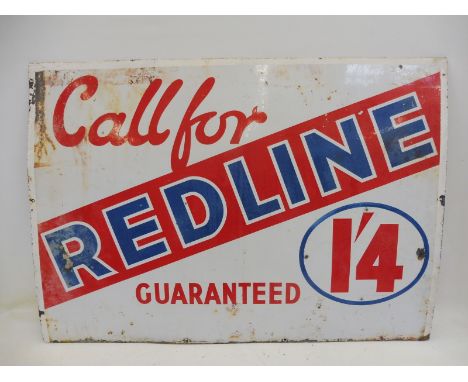 Call for
REDLINE
GUARANTEED
1'4